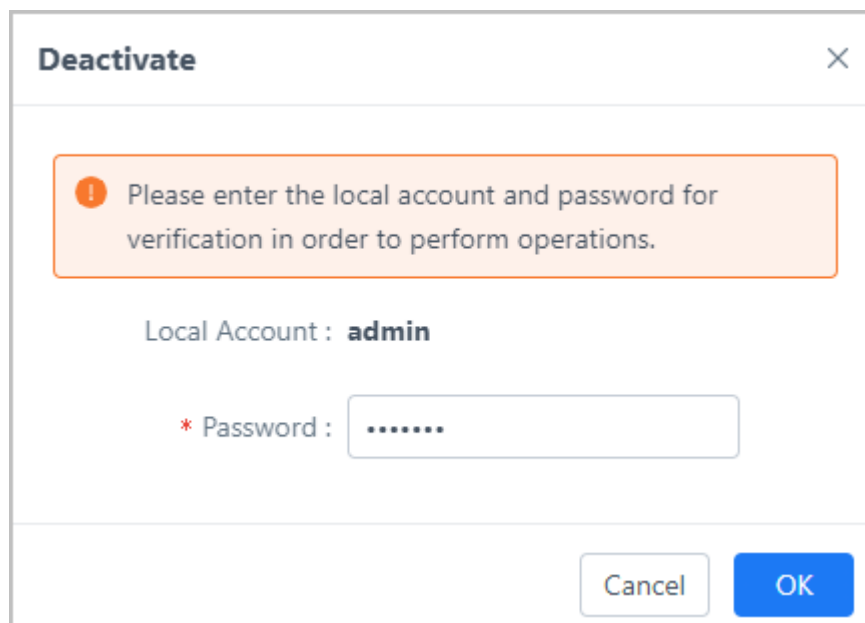 Deactivate
Please enter the local account and password for
verification in order to perform operations.
Local Account : admin
* Password : •••••••
Cancel OK